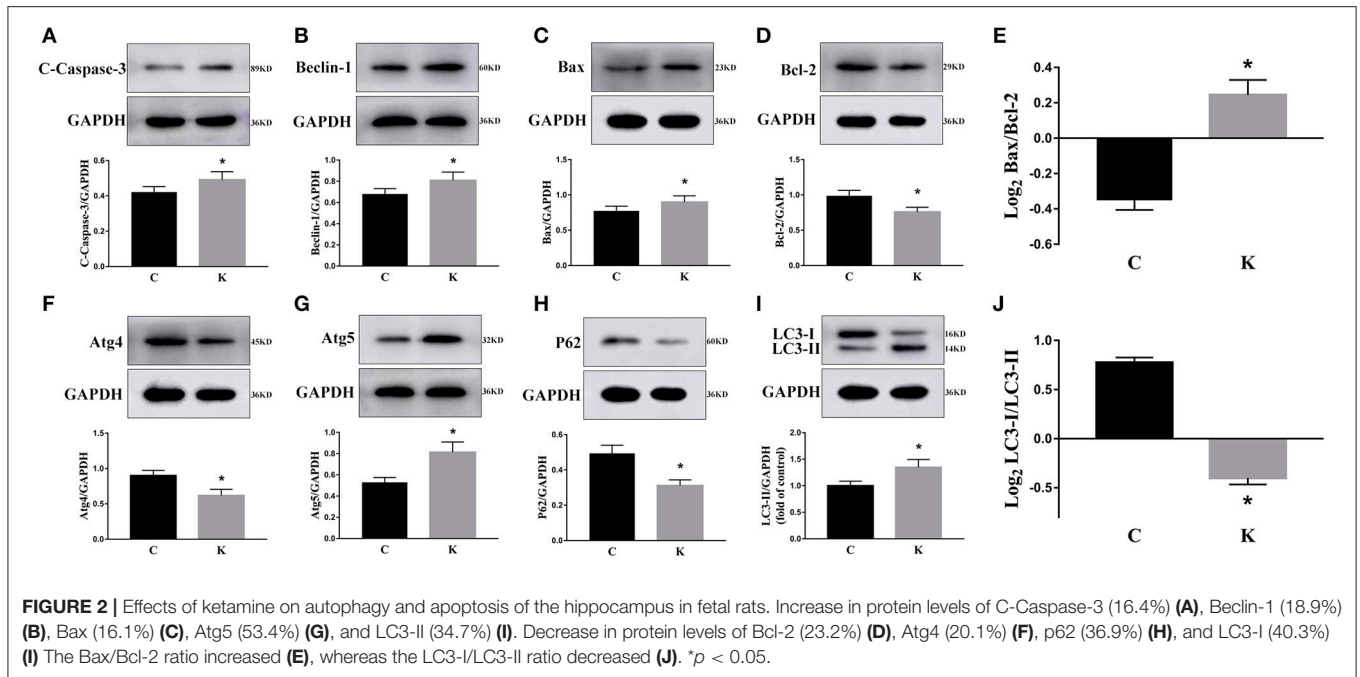 A
C-Caspase-3
89KD
GAPDH
36KD
C-Caspase-3/GAPDH
0.6
0.4
0.2
0.0
*
C
K
B
Beclin-1
60KD
GAPDH
36KD
Beclin-1/GAPDH
1.0
0.8
0.6
0.4
0.2
0.0
*
C
K
C
Bax
23KD
GAPDH
36KD
Bax/GAPDH
1.5
1.0
0.5
0.0
*
C
K
D
Bcl-2
29KD
GAPDH
36KD
Bcl-2/GAPDH
1.5
1.0
0.5
0.0
*
C
K
E
Log2 Bax/Bcl-2
0.4
0.2
0.0
-0.2
-0.4
-0.6
*
C
K
F
Atg4
45KD
GAPDH
36KD
Atg4/GAPDH
1.5
1.0
0.5
0.0
*
C
K
G
Atg5
32KD
GAPDH
36KD
Atg5/GAPDH
1.0
0.8
0.6
0.4
0.2
0.0
*
C
K
H
P62
60KD
GAPDH
36KD
P62/GAPDH
0.6
0.4
0.2
0.0
*
C
K
I
LC3-I
16KD
LC3-II
14KD
GAPDH
36KD
LC3-II/GAPDH
(fold of control)
2.0
1.5
1.0
0.5
0.0
*
C
K
J
Log2 LC3-I/LC3-II
1.0
0.5
0.0
-0.5
*
C
K
FIGURE 2 | Effects of ketamine on autophagy and apoptosis of the hippocampus in fetal rats. Increase in protein levels of C-Caspase-3 (16.4%) (A), Beclin-1 (18.9%)
(B), Bax (16.1%) (C), Atg5 (53.4%) (G), and LC3-II (34.7%) (I). Decrease in protein levels of Bcl-2 (23.2%) (D), Atg4 (20.1%) (F), p62 (36.9%) (H), and LC3-I (40.3%)
(I) The Bax/Bcl-2 ratio increased (E), whereas the LC3-I/LC3-II ratio decreased (J). *p < 0.05.